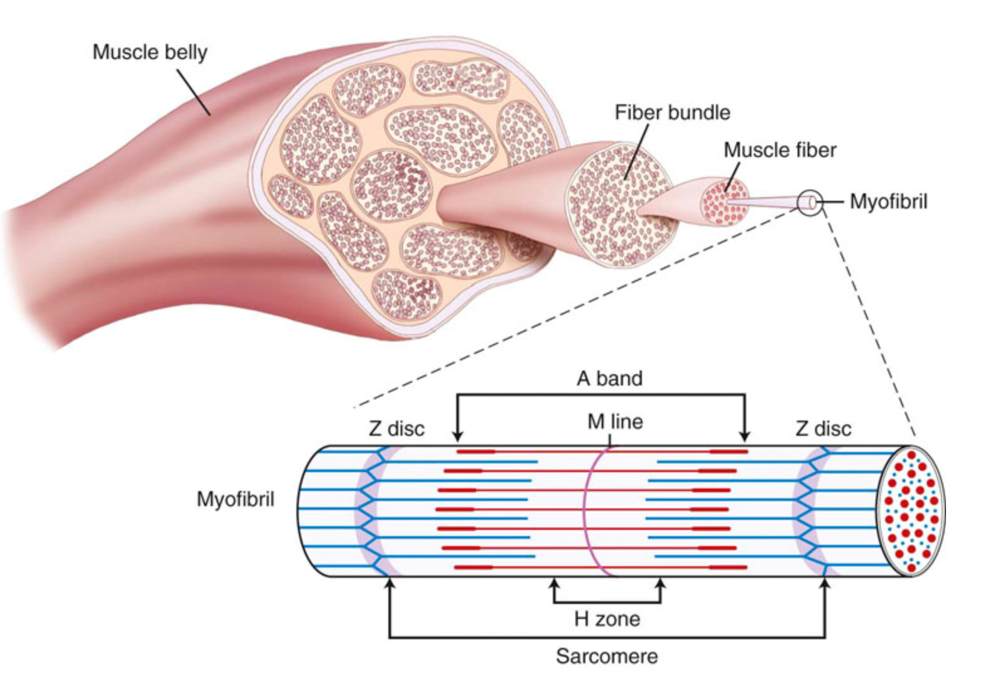 Muscle belly
Fiber bundle
Muscle fiber
Myofibril
A band
Z disc
M line
Z disc
Myofibril
H zone
Sarcomere